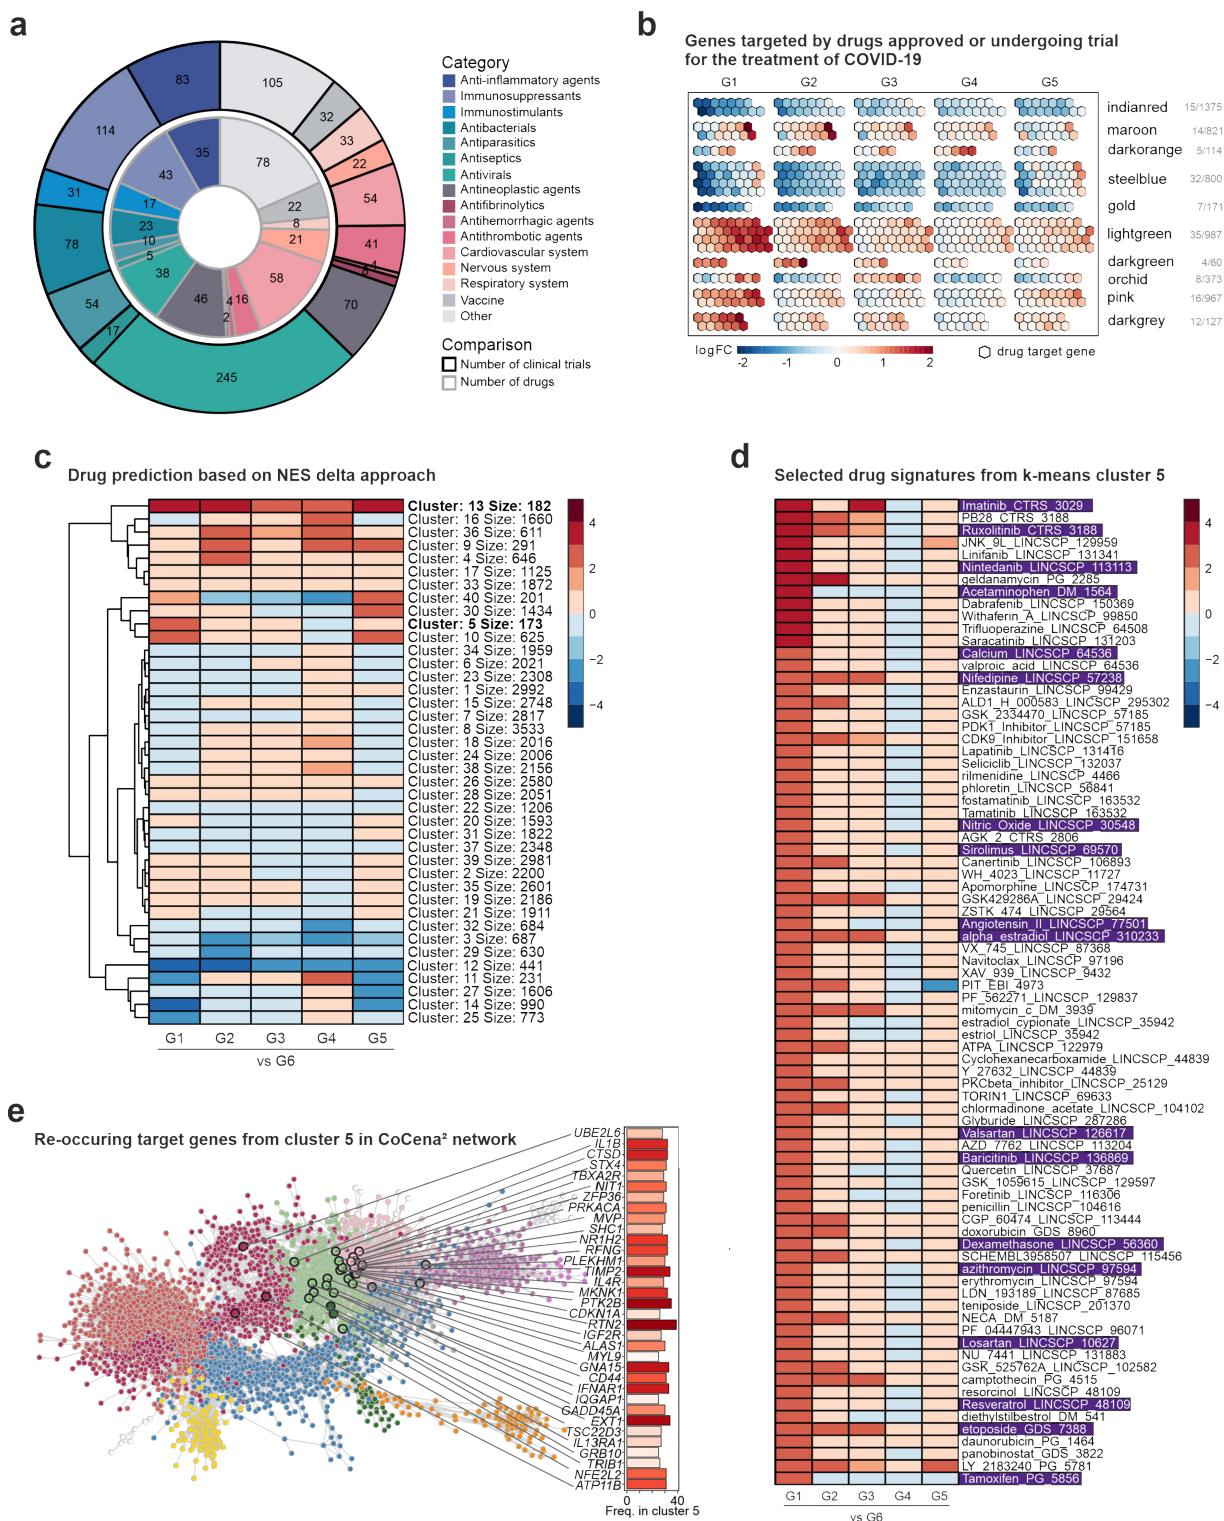 a
83
105
32
33
22
54
41
4
70
245
17
54
78
31
114
35
78
22
8
21
58
16
4
2
46
38
5
10
23
17
43
Category
Anti-inflammatory agents
Immunosuppressants
Immunostimulants
Antibacterials
Antiparasitics
Antiseptics
Antivirals
Antineoplastic agents
Antifibrinolytics
Antihemorrhagic agents
Antithrombotic agents
Cardiovascular system
Nervous system
Respiratory system
Vaccine
Other
Comparison
Number of clinical trials
Number of drugs
b
Genes targeted by drugs approved or undergoing trial
for the treatment of COVID-19
G1 G2 G3 G4 G5
indianred 15/1375
maroon 14/821
darkorange 5/114
steelblue 32/800
gold 7/171
lightgreen 35/987
darkgreen 4/60
orchid 8/373
pink 16/967
darkgrey 12/127
logFC
-2 -1 0 1 2
drug target gene
c
Drug prediction based on NES delta approach
Cluster: 13 Size: 182
Cluster: 16 Size: 1660
Cluster: 36 Size: 611
Cluster: 9 Size: 291
Cluster: 4 Size: 646
Cluster: 17 Size: 1125
Cluster: 33 Size: 1872
Cluster: 40 Size: 201
Cluster: 30 Size: 1434
Cluster: 5 Size: 173
Cluster: 10 Size: 625
Cluster: 34 Size: 1959
Cluster: 6 Size: 2021
Cluster: 23 Size: 2308
Cluster: 1 Size: 2992
Cluster: 15 Size: 2748
Cluster: 7 Size: 2817
Cluster: 8 Size: 3533
Cluster: 18 Size: 2016
Cluster: 24 Size: 2006
Cluster: 38 Size: 2156
Cluster: 26 Size: 2580
Cluster: 28 Size: 2051
Cluster: 22 Size: 1206
Cluster: 20 Size: 1593
Cluster: 31 Size: 1822
Cluster: 37 Size: 2348
Cluster: 39 Size: 2981
Cluster: 2 Size: 2200
Cluster: 35 Size: 2601
Cluster: 19 Size: 2186
Cluster: 21 Size: 1911
Cluster: 32 Size: 684
Cluster: 3 Size: 687
Cluster: 29 Size: 630
Cluster: 12 Size: 441
Cluster: 11 Size: 231
Cluster: 27 Size: 1606
Cluster: 14 Size: 990
Cluster: 25 Size: 773
4
2
0
−2
−4
G1 G2 G3 G4 G5
vs G6
d
Selected drug signatures from k-means cluster 5
Imatinib_CTRS_3029
PB28_CTRS_3188
Ruxolitinib_CTRS_3188
JNK_9L_LINCSCP_129959
Linifanib_LINCSCP_131341
Nintedanib_LINCSCP_113113
geldanamycin_PG_2285
Acetaminophen_DM_1564
Dabrafenib_LINCSCP_150369
Withaferin_A_LINCSCP_99850
Trifluoperazine_LINCSCP_64508
Saracatinib_LINCSCP_131203
Calcium_LINCSCP_64536
valproic_acid_LINCSCP_64536
Nifedipine_LINCSCP_57238
Enzastaurin_LINCSCP_99429
ALD1_H_000583_LINCSCP_295302
GSK_2334470_LINCSCP_57185
PDK1_Inhibitor_LINCSCP_57185
CDK9_Inhibitor_LINCSCP_151658
Lapatinib_LINCSCP_131416
Seliciclib_LINCSCP_132037
rilmenidine_LINCSCP_4466
phloretin_LINCSCP_56841
fostamatinib_LINCSCP_163532
Tamatinib_LINCSCP_163532
Nitric_Oxide_LINCSCP_30548
AGK_2_CTRS_2806
Sirolimus_LINCSCP_69570
Canertinib_LINCSCP_106893
WH_4023_LINCSCP_11727
Apomorphine_LINCSCP_174731
GSK429286A_LINCSCP_29424
ZSTK_474_LINCSCP_29564
Angiotensin_II_LINCSCP_77501
alpha_estradiol_LINCSCP_310233
VX_745_LINCSCP_87368
Navitoclax_LINCSCP_97196
XAV_939_LINCSCP_9432
PIT_EBI_4973
PF_562271_LINCSCP_129837
mitomycin_c_DM_3939
estradiol_cypionate_LINCSCP_35942
estriol_LINCSCP_35942
ATPA_LINCSCP_122979
Cyclohexanecarboxamide_LINCSCP_44839
Y_27632_LINCSCP_44839
PKCbeta_inhibitor_LINCSCP_25129
TORIN1_LINCSCP_69633
chlormadinone_acetate_LINCSCP_104102
Glyburide_LINCSCP_287286
Valsartan_LINCSCP_126617
AZD_7762_LINCSCP_113204
Baricitinib_LINCSCP_136869
Quercetin_LINCSCP_37687
GSK_1059615_LINCSCP_129597
Foretinib_LINCSCP_116306
penicillin_LINCSCP_104616
CGP_60474_LINCSCP_113444
doxorubicin_GDS_8960
Dexamethasone_LINCSCP_56360
SCHEMBL3958507_LINCSCP_115456
azithromycin_LINCSCP_97594
erythromycin_LINCSCP_97594
LDN_193189_LINCSCP_87685
teniposide_LINCSCP_201370
NECA_DM_5187
PF_04447943_LINCSCP_96071
Losartan_LINCSCP_10627
NU_7441_LINCSCP_131883
GSK_525762A_LINCSCP_102582
camptothecin_PG_4515
resorcinol_LINCSCP_48109
Resveratrol_LINCSCP_48109
diethylstilbestrol_DM_541
etoposide_GDS_7388
daunorubicin_PG_1464
panobinostat_GDS_3822
LY_2183240_PG_5781
Tamoxifen_PG_5856
4
2
0
−2
−4
G1 G2 G3 G4 G5
vs G6
e
Re-occuring target genes from cluster 5 in CoCena² network
UBE2L6
IL1B
CTSD
STX4
TBXA2R
NIT1
ZFP36
PRKACA
MVP
SHC1
NR1H2
RFNG
PLEKHM1
TIMP2
IL4R
MKNK1
PTK2B
CDKN1A
RTN2
IGF2R
ALAS1
MYL9
GNA15
CD44
IFNAR1
IQGAP1
GADD45A
EXT1
TSC22D3
IL13RA1
GRB10
TRIB1
NFE2L2
ATP11B
0 40
Freq. in cluster 5